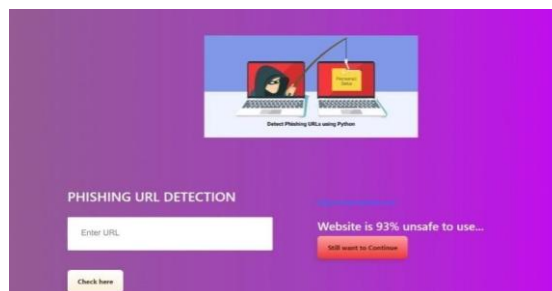 Password
Detect Phishing URLs using Python
PHISHING URL DETECTION
Enter URL
Check here
Website is 93% unsafe to use...
Still want to Continue